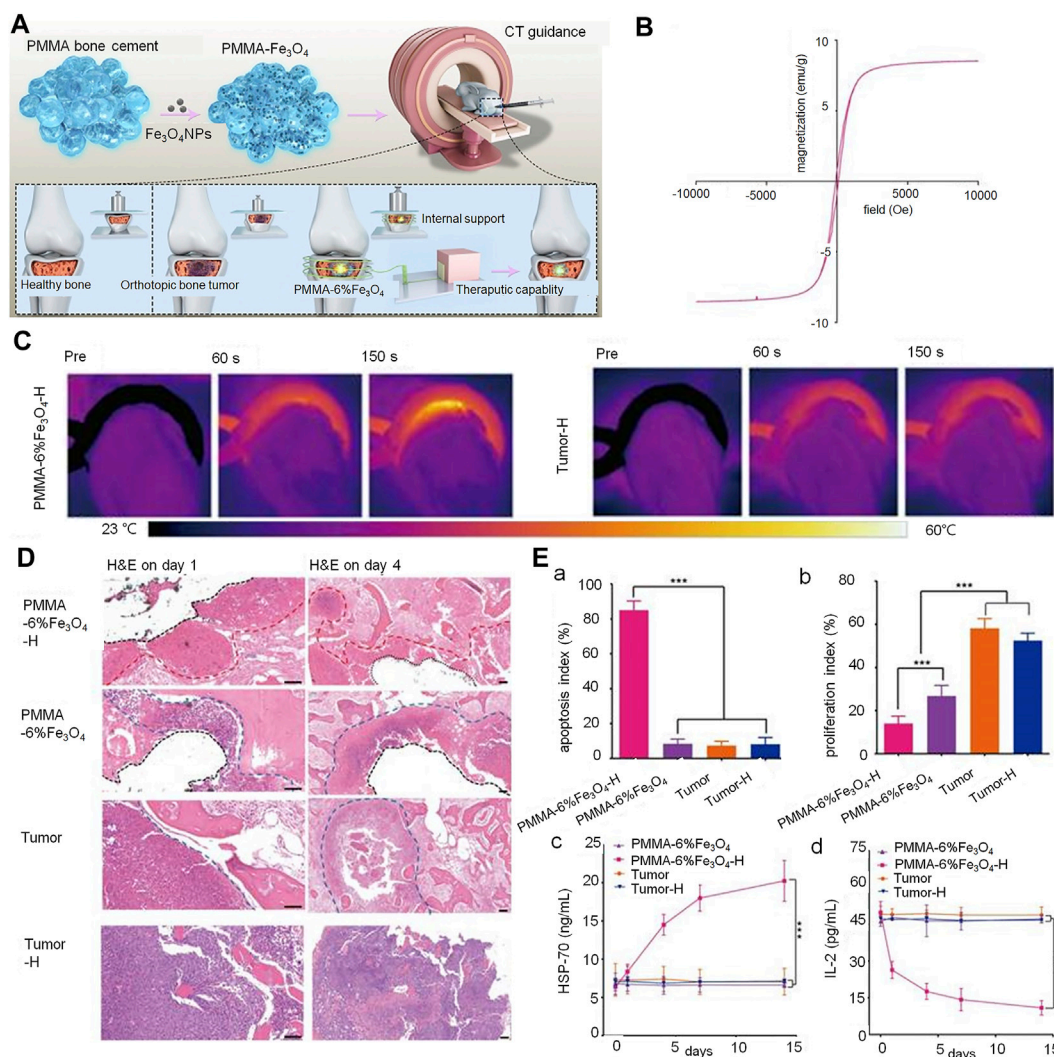 A
PMMA bone cement
PMMA-Fe₃O₄
CT guidance
Fe₃O₄NPs
Internal support
Healthy bone
Orthotopic bone tumor
PMMA-6%Fe₃O₄
Theraputic capablity
B
magnetization (emu/g)
10
5
-10000
-5000
5000
10000
field (Oe)
-5
-10
C
Pre
60 s
150 s
Pre
60 s
150 s
PMMA-6%Fe₃O₄-H
Tumor-H
23 °C
60°C
D
H&E on day 1
H&E on day 4
PMMA
-6%Fe₃O₄
-H
PMMA
-6%Fe₃O₄
Tumor
Tumor
-H
E
a
apoptosis index (%)
100
80
60
40
20
0
***
PMMA-6%Fe₃O₄-H
PMMA-6%Fe₃O₄
Tumor
Tumor-H
b
proliferation index (%)
80
60
40
20
0
***
***
PMMA-6%Fe₃O₄-H
PMMA-6%Fe₃O₄
Tumor
Tumor-H
c
PMMA-6%Fe₃O₄
PMMA-6%Fe₃O₄-H
Tumor
Tumor-H
HSP-70 (ng/mL)
25
20
15
10
5
0
***
0
5
10
15
days
d
PMMA-6%Fe₃O₄
PMMA-6%Fe₃O₄-H
Tumor
Tumor-H
IL-2 (pg/mL)
75
60
45
30
15
0
0
5
10
15
days